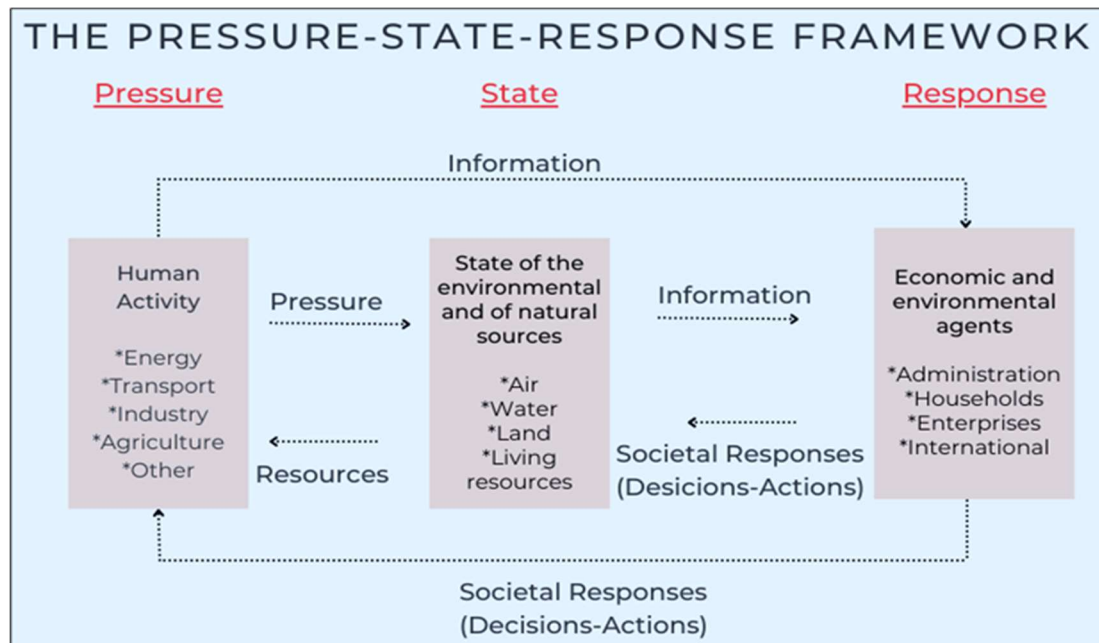 THE PRESSURE-STATE-RESPONSE FRAMEWORK
Pressure
State
Response
Information
Human
Activity
*Energy
*Transport
*Industry
*Agriculture
*Other
Pressure
Resources
State of the
environmental
and of natural
sources
*Air
*Water
*Land
*Living
resources
Information
Societal Responses
(Desicions-Actions)
Economic and
environmental
agents
*Administration
*Households
*Enterprises
*International
Societal Responses
(Decisions-Actions)